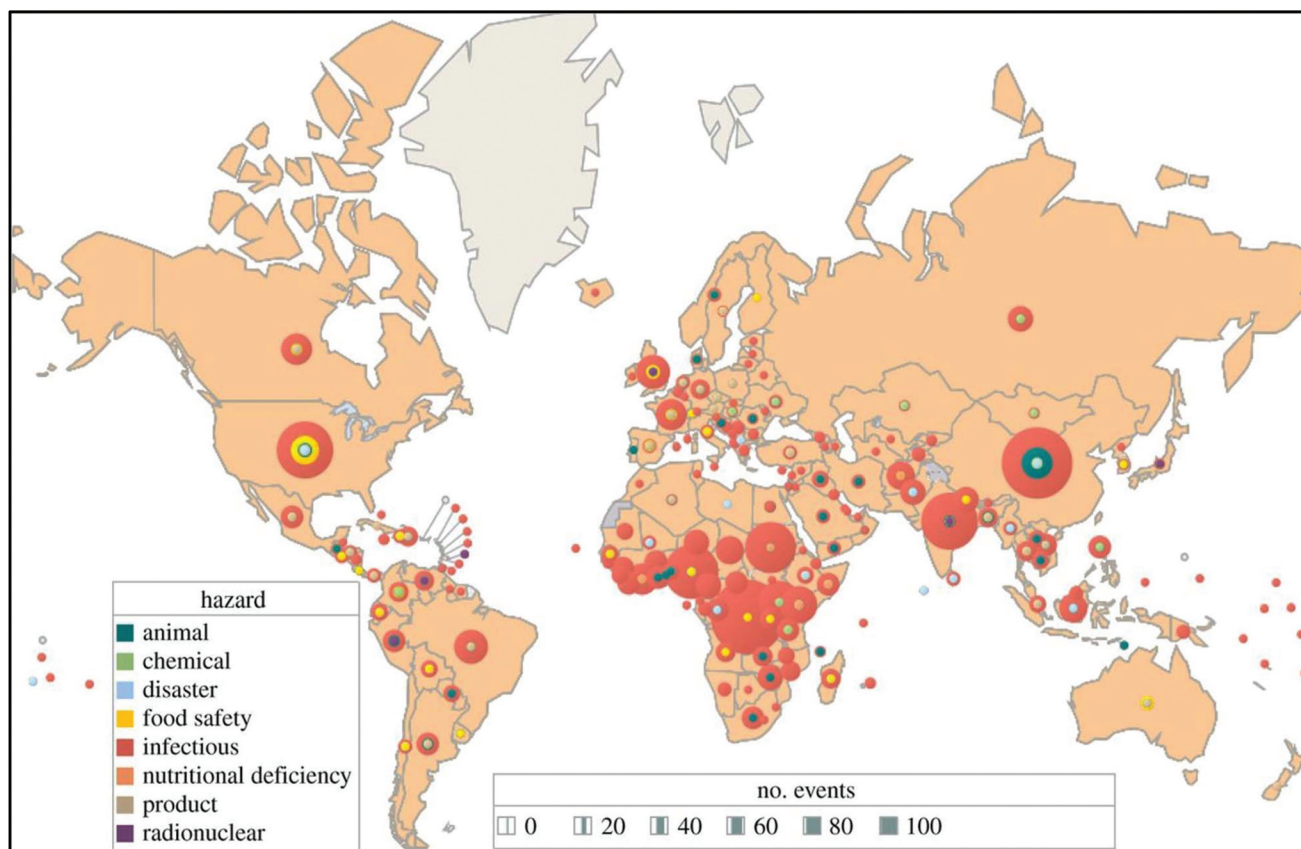 hazard
animal
chemical
disaster
food safety
infectious
nutritional deficiency
product
radionuclear
no. events
0 20 40 60 80 100